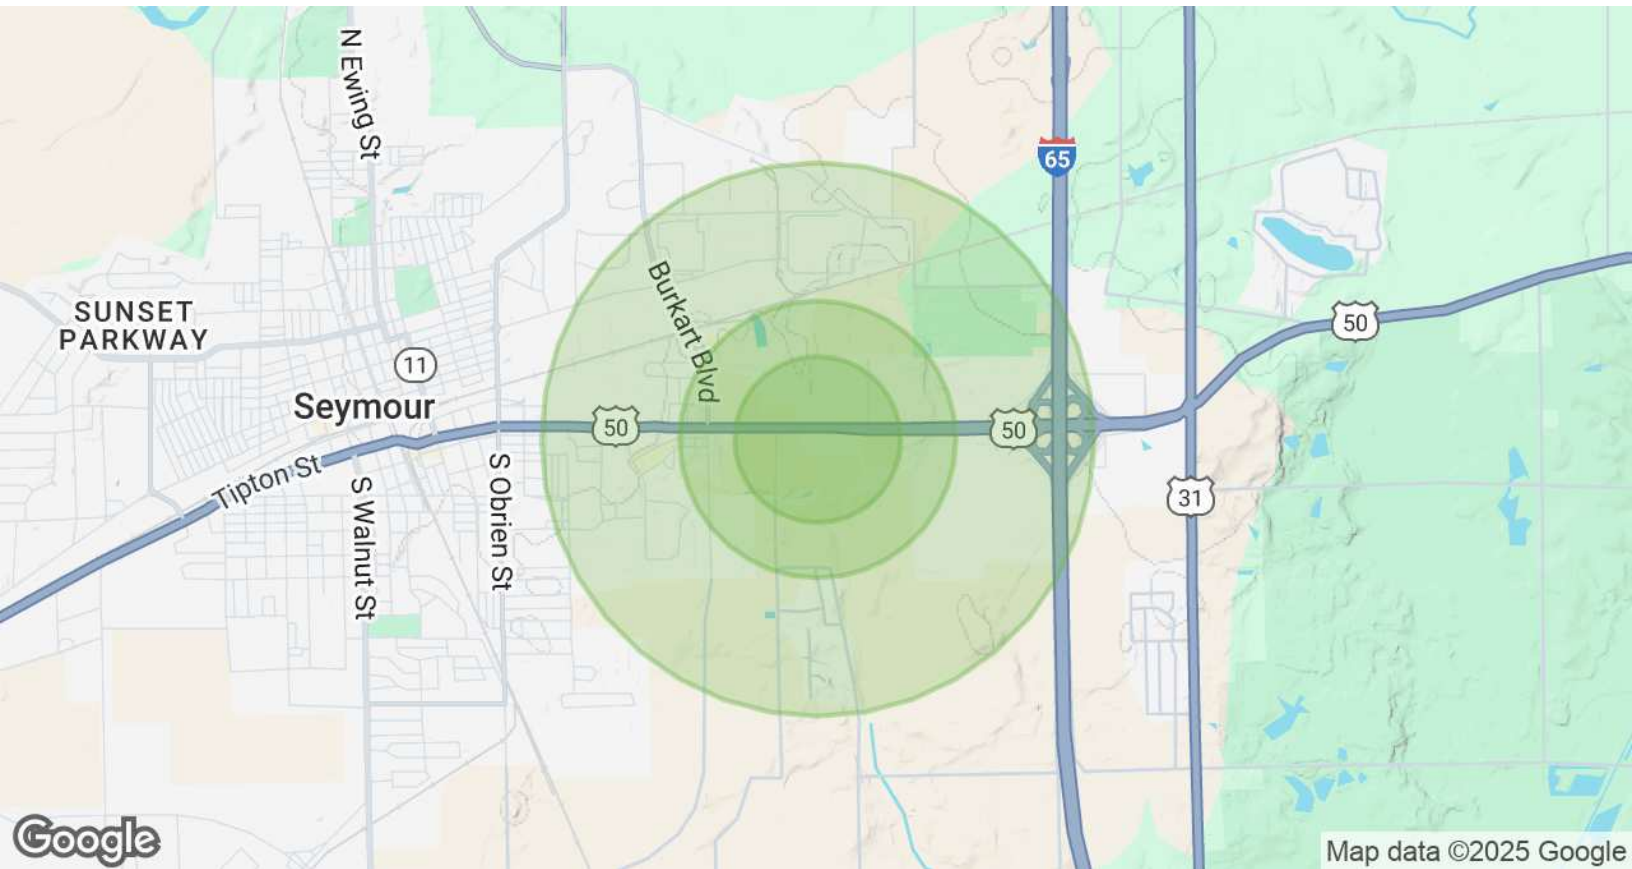 N Ewing St
65
SUNSET
PARKWAY
Burkart Blvd
50
11
Seymour
50
50
Tipton St
S Walnut St
S Obrien St
31
Google
Map data ©2025 Google